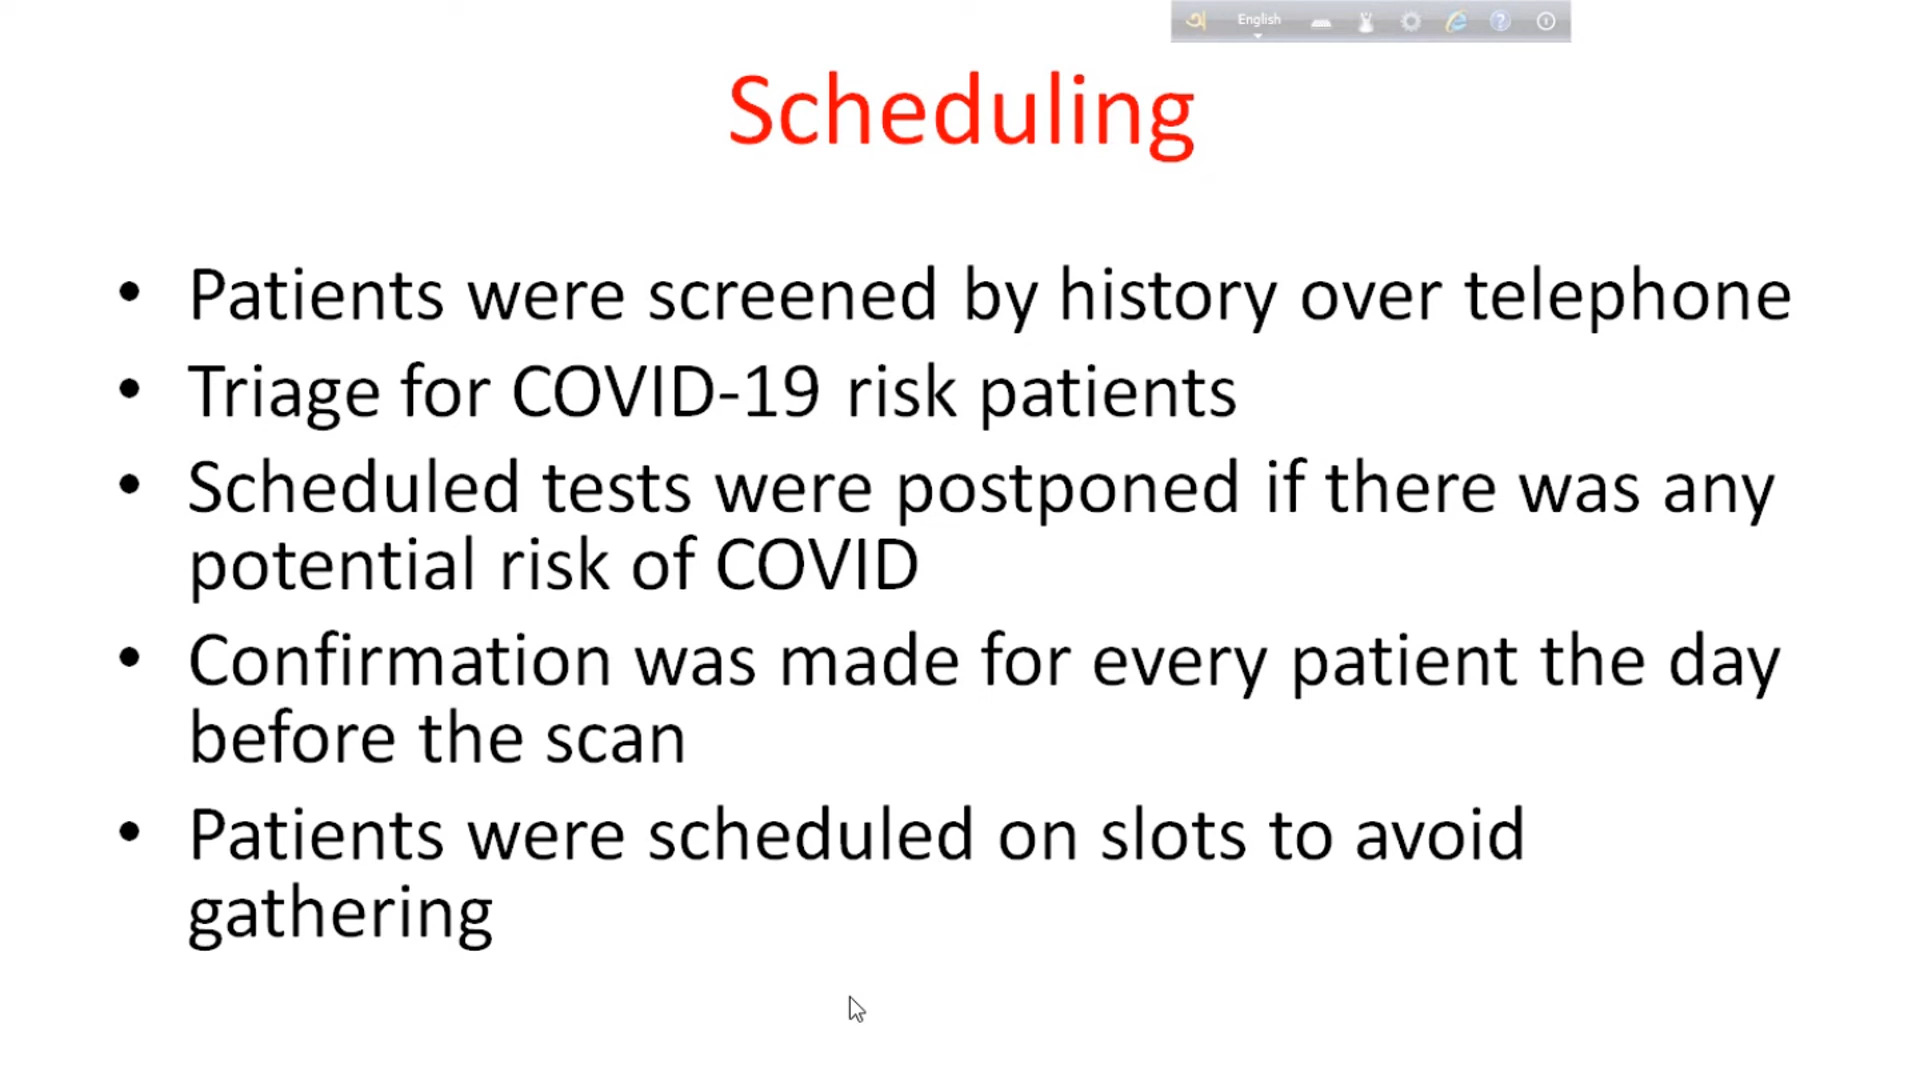 অ English
Scheduling
• Patients were screened by history over telephone
• Triage for COVID-19 risk patients
• Scheduled tests were postponed if there was any
potential risk of COVID
• Confirmation was made for every patient the day
before the scan
• Patients were scheduled on slots to avoid
gathering